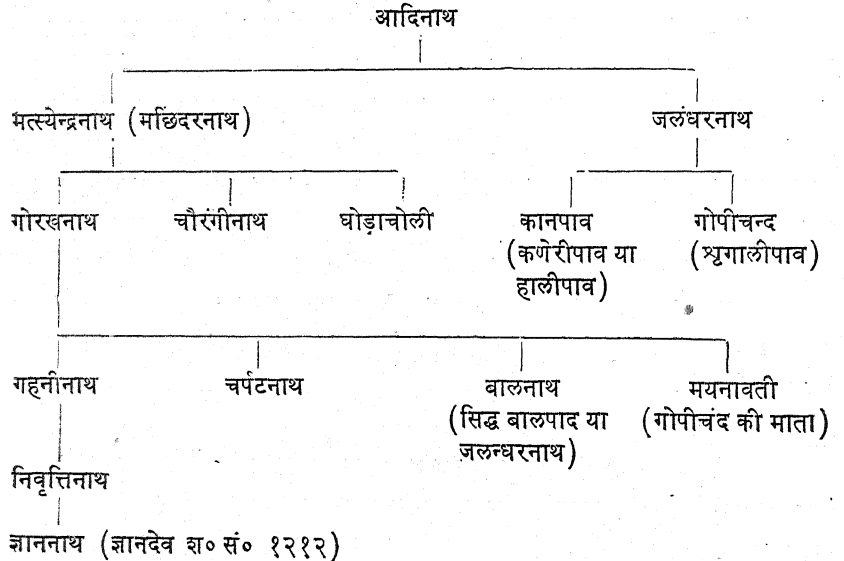 आदिनाथ
मत्स्येन्द्रनाथ (मछिंदरनाथ) जलंधरनाथ
गोरखनाथ चौरंगीनाथ घोड़ाचोली कानपाव गोपीचन्द
(कणेरीपाव या (शृगालीपाव)
हालीपाव)
गहनीनाथ चर्पटनाथ बालनाथ मयनावती
(सिद्ध बालपाद या (गोपीचंद की माता)
जलन्धरनाथ)
निवृत्तिनाथ
ज्ञाननाथ (ज्ञानदेव श० सं० १२१२)